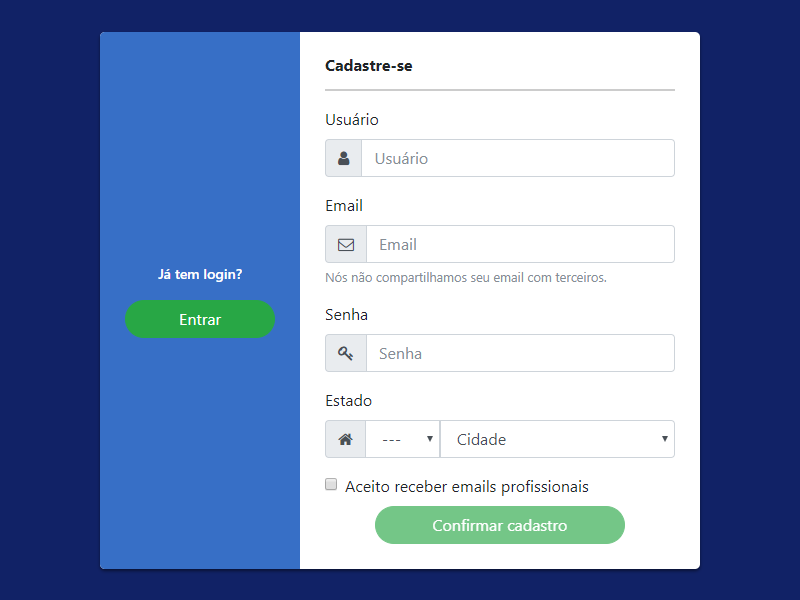 Cadastre-se
Usuário
Usuário
Email
Email
Nós não compartilhamos seu email com terceiros.
Já tem login?
Entrar
Senha
Senha
Estado
--- Cidade
Aceito receber emails profissionais
Confirmar cadastro